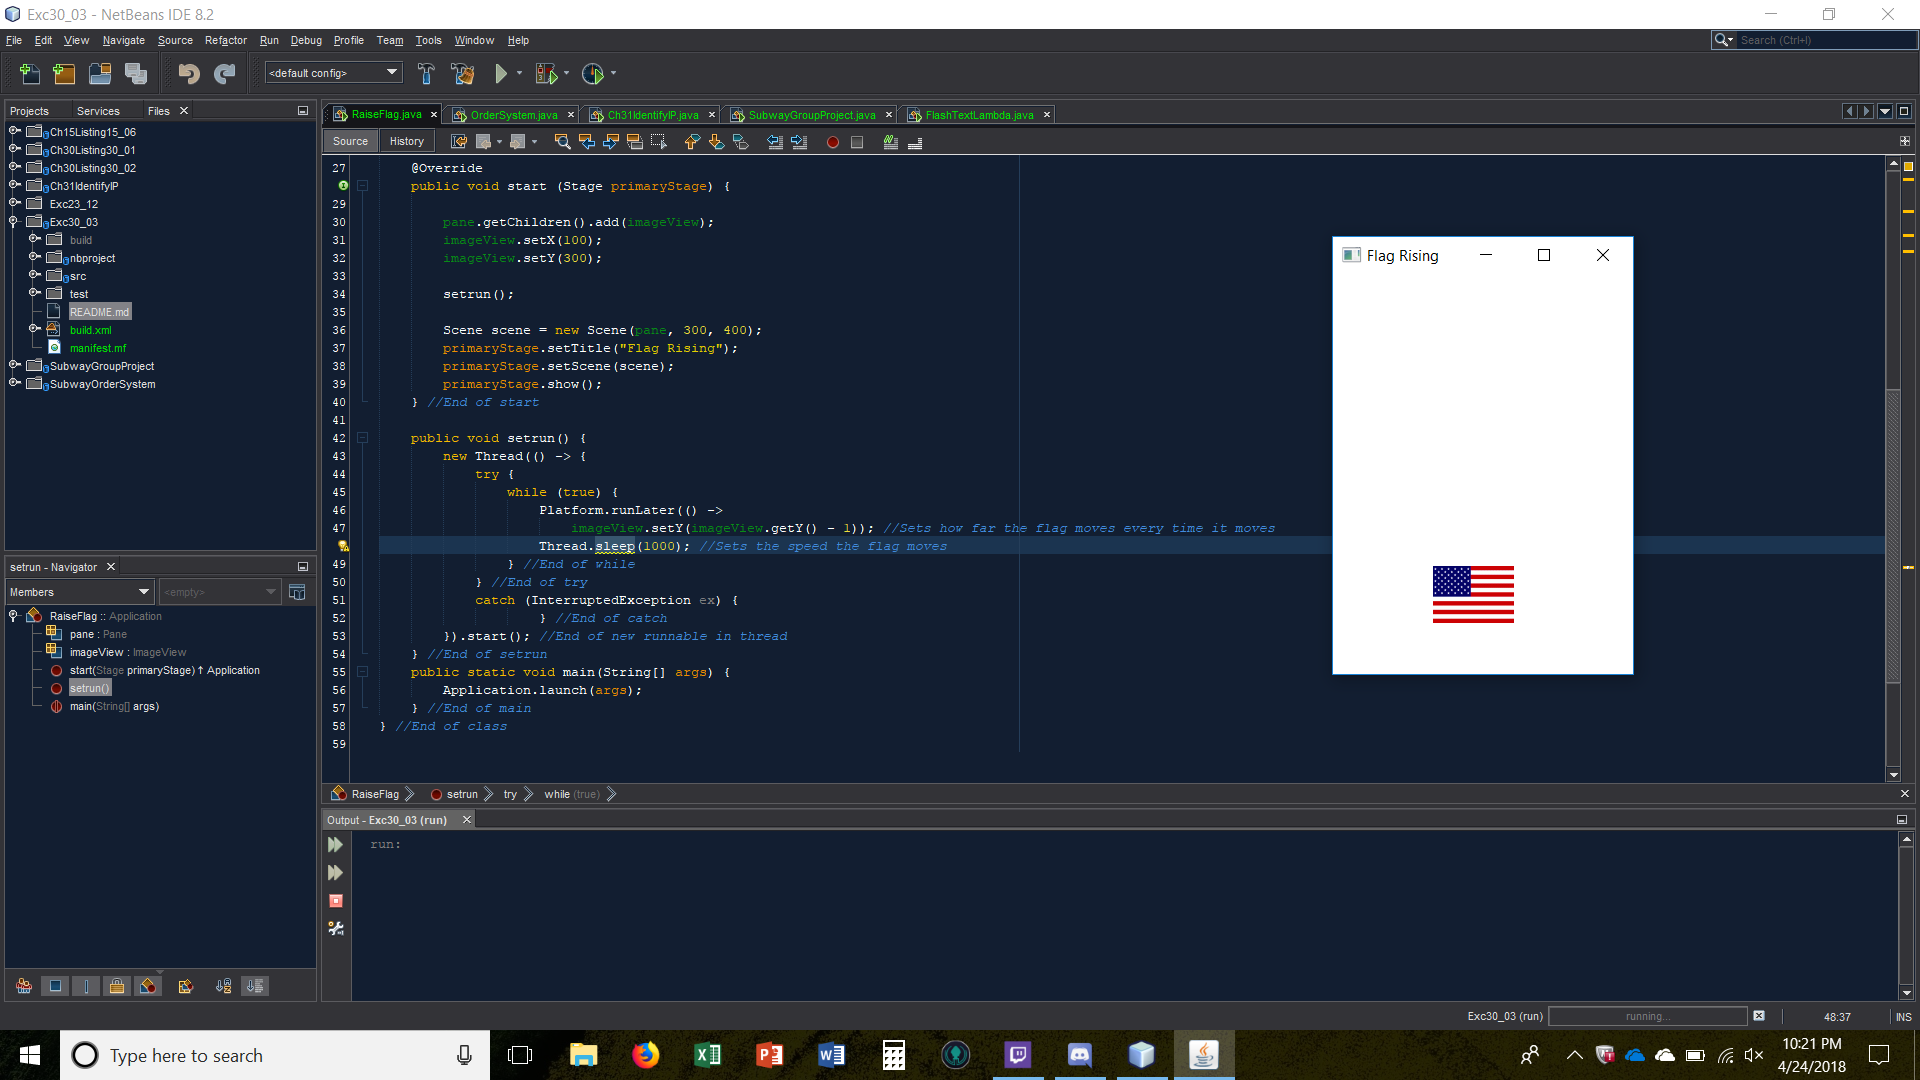 Exc30_03 - NetBeans IDE 8.2
File Edit View Navigate Source Refactor Run Debug Profile Team Tools Window Help
Search (Ctrl+I)
<default config>
Projects Services Files
Ch15Listing15_06
Ch30Listing30_01
Ch30Listing30_02
Ch31IdentifyIP
Exc23_12
Exc30_03
build
nbproject
src
test
README.md
build.xml
manifest.mf
SubwayGroupProject
SubwayOrderSystem
setrun - Navigator
Members <empty>
RaiseFlag :: Application
pane : Pane
imageView : ImageView
start(Stage primaryStage) ↑ Application
setrun()
main(String[] args)
RaiseFlag.java OrderSystem.java Ch31IdentifyIP.java SubwayGroupProject.java FlashTextLambda.java
Source History
27 @Override
public void start (Stage primaryStage) {
29
30 pane.getChildren().add(imageView);
31 imageView.setX(100);
32 imageView.setY(300);
33
34 setrun();
35
36 Scene scene = new Scene(pane, 300, 400);
37 primaryStage.setTitle("Flag Rising");
38 primaryStage.setScene(scene);
39 primaryStage.show();
40 } //End of start
41
42 public void setrun() {
43 new Thread(() -> {
44 try {
45 while (true) {
46 Platform.runLater(() ->
47 imageView.setY(imageView.getY() - 1)); //Sets how far the flag moves every time it moves
Thread.sleep(1000); //Sets the speed the flag moves
49 } //End of while
50 } //End of try
51 catch (InterruptedException ex) {
52 } //End of catch
53 }).start(); //End of new runnable in thread
54 } //End of setrun
55 public static void main(String[] args) {
56 Application.launch(args);
57 } //End of main
58 } //End of class
59
Flag Rising
RaiseFlag setrun try while (true)
Output - Exc30_03 (run)
run:
Exc30_03 (run) running... 48:37 INS
Type here to search
10:21 PM
4/24/2018